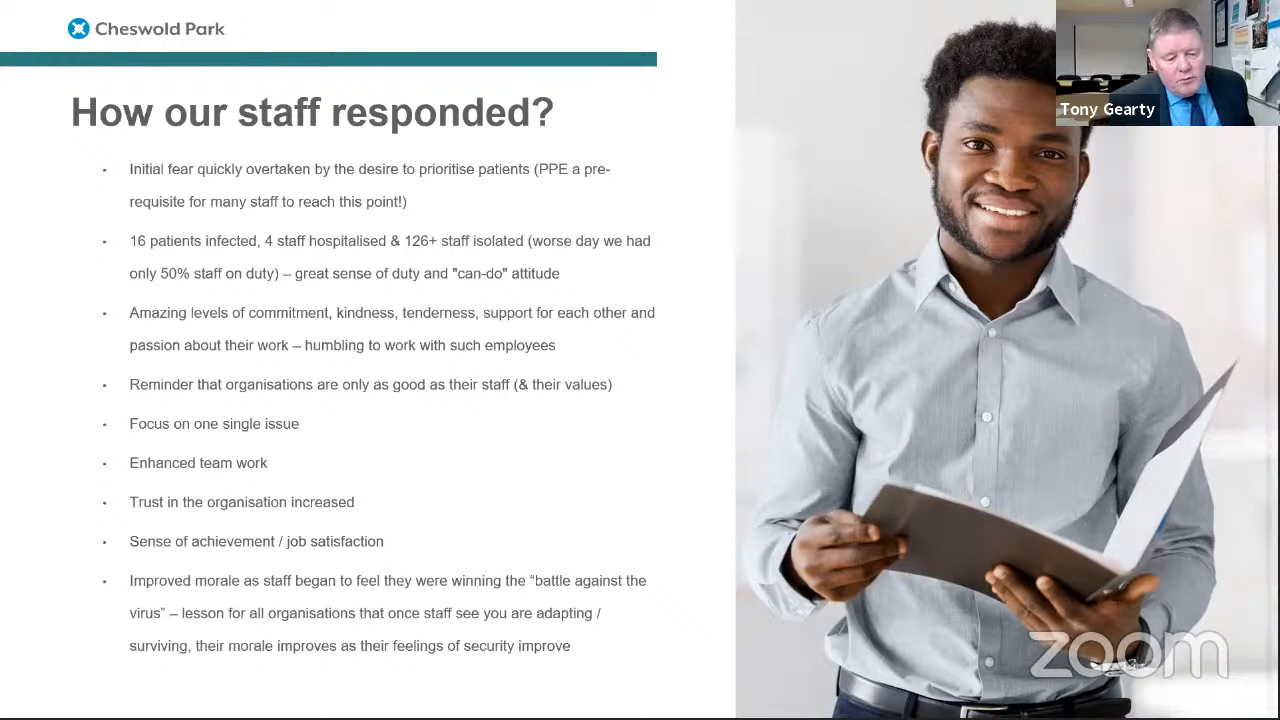 Cheswold Park
Tony Gearty
How our staff responded?
Initial fear quickly overtaken by the desire to prioritise patients (PPE a pre-
requisite for many staff to reach this point!)
16 patients infected, 4 staff hospitalised & 126+ staff isolated (worse day we had
only 50% staff on duty) – great sense of duty and "can-do" attitude
Amazing levels of commitment, kindness, tenderness, support for each other and
passion about their work – humbling to work with such employees
Reminder that organisations are only as good as their staff (& their values)
Focus on one single issue
Enhanced team work
Trust in the organisation increased
Sense of achievement / job satisfaction
Improved morale as staff began to feel they were winning the “battle against the
virus” – lesson for all organisations that once staff see you are adapting /
surviving, their morale improves as their feelings of security improve
zoom